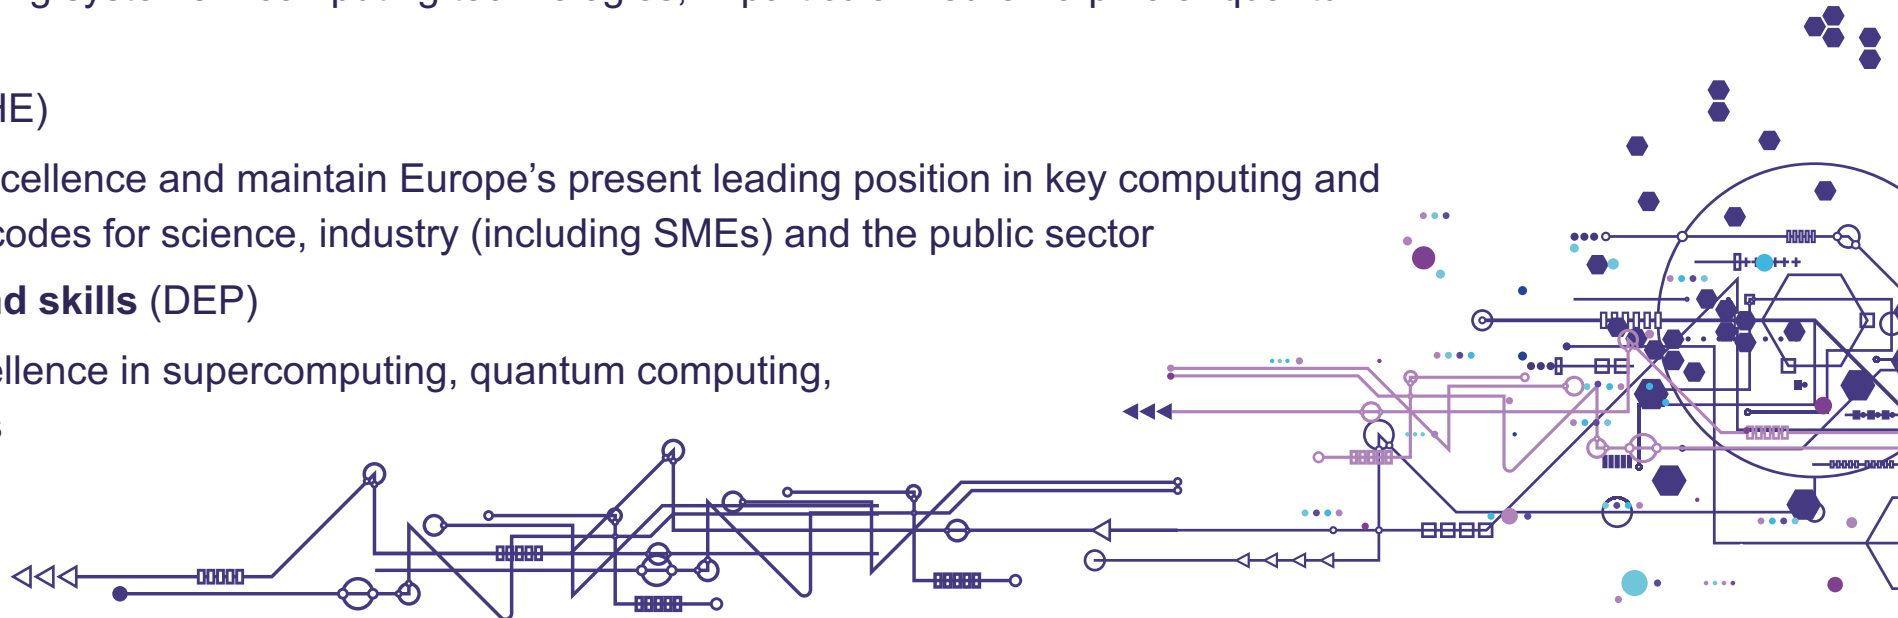 HE)
cellence and maintain Europe’s present leading position in key computing and
codes for science, industry (including SMEs) and the public sector
nd skills (DEP)
ellence in supercomputing, quantum computing,
s